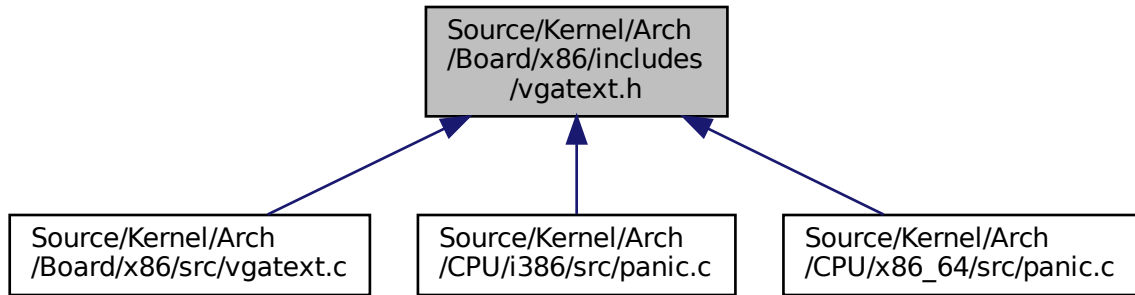 Source/Kernel/Arch
/Board/x86/includes
/vgatext.h
Source/Kernel/Arch
/Board/x86/src/vgatext.c
Source/Kernel/Arch
/CPU/i386/src/panic.c
Source/Kernel/Arch
/CPU/x86_64/src/panic.c